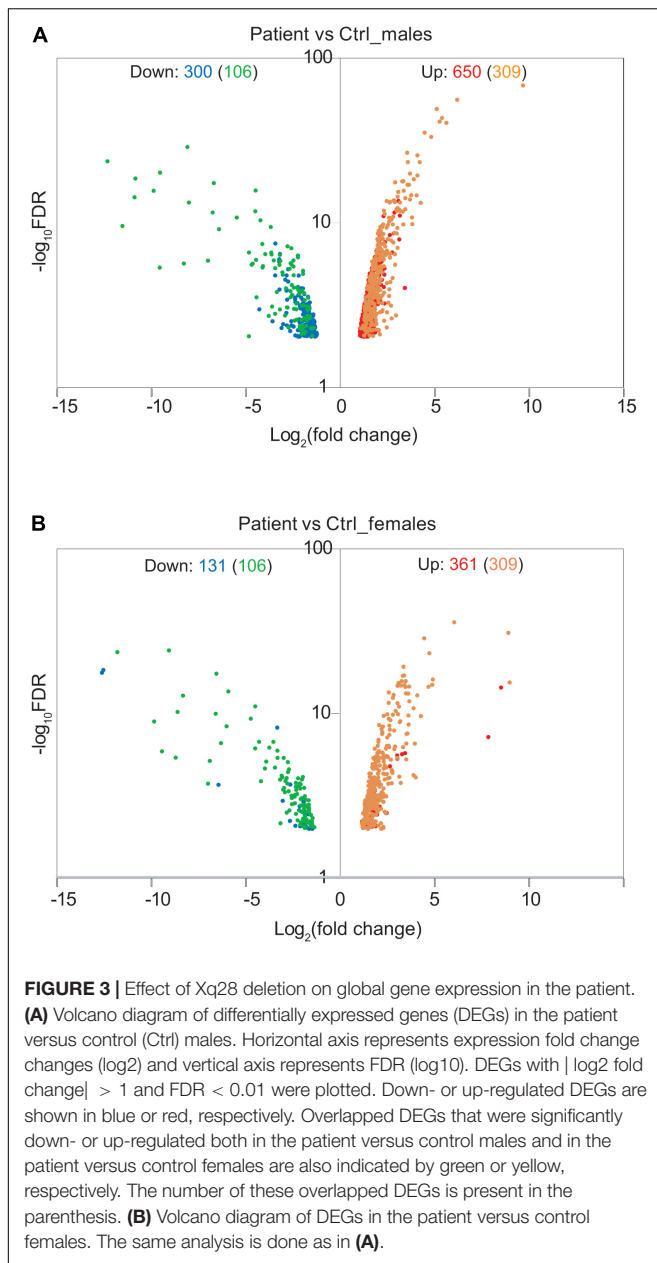 A
Patient vs Ctrl_males
Down: 300 (106)
Up: 650 (309)
100
10
1
-log10FDR
-15 -10 -5 0 5 10 15
Log2(fold change)
B
Patient vs Ctrl_females
Down: 131 (106)
Up: 361 (309)
100
10
1
-log10FDR
-15 -10 -5 0 5 10
Log2(fold change)
FIGURE 3 | Effect of Xq28 deletion on global gene expression in the patient.
(A) Volcano diagram of differentially expressed genes (DEGs) in the patient
versus control (Ctrl) males. Horizontal axis represents expression fold change
changes (log2) and vertical axis represents FDR (log10). DEGs with | log2 fold
change| > 1 and FDR < 0.01 were plotted. Down- or up-regulated DEGs are
shown in blue or red, respectively. Overlapped DEGs that were significantly
down- or up-regulated both in the patient versus control males and in the
patient versus control females are also indicated by green or yellow,
respectively. The number of these overlapped DEGs is present in the
parenthesis. (B) Volcano diagram of DEGs in the patient versus control
females. The same analysis is done as in (A).